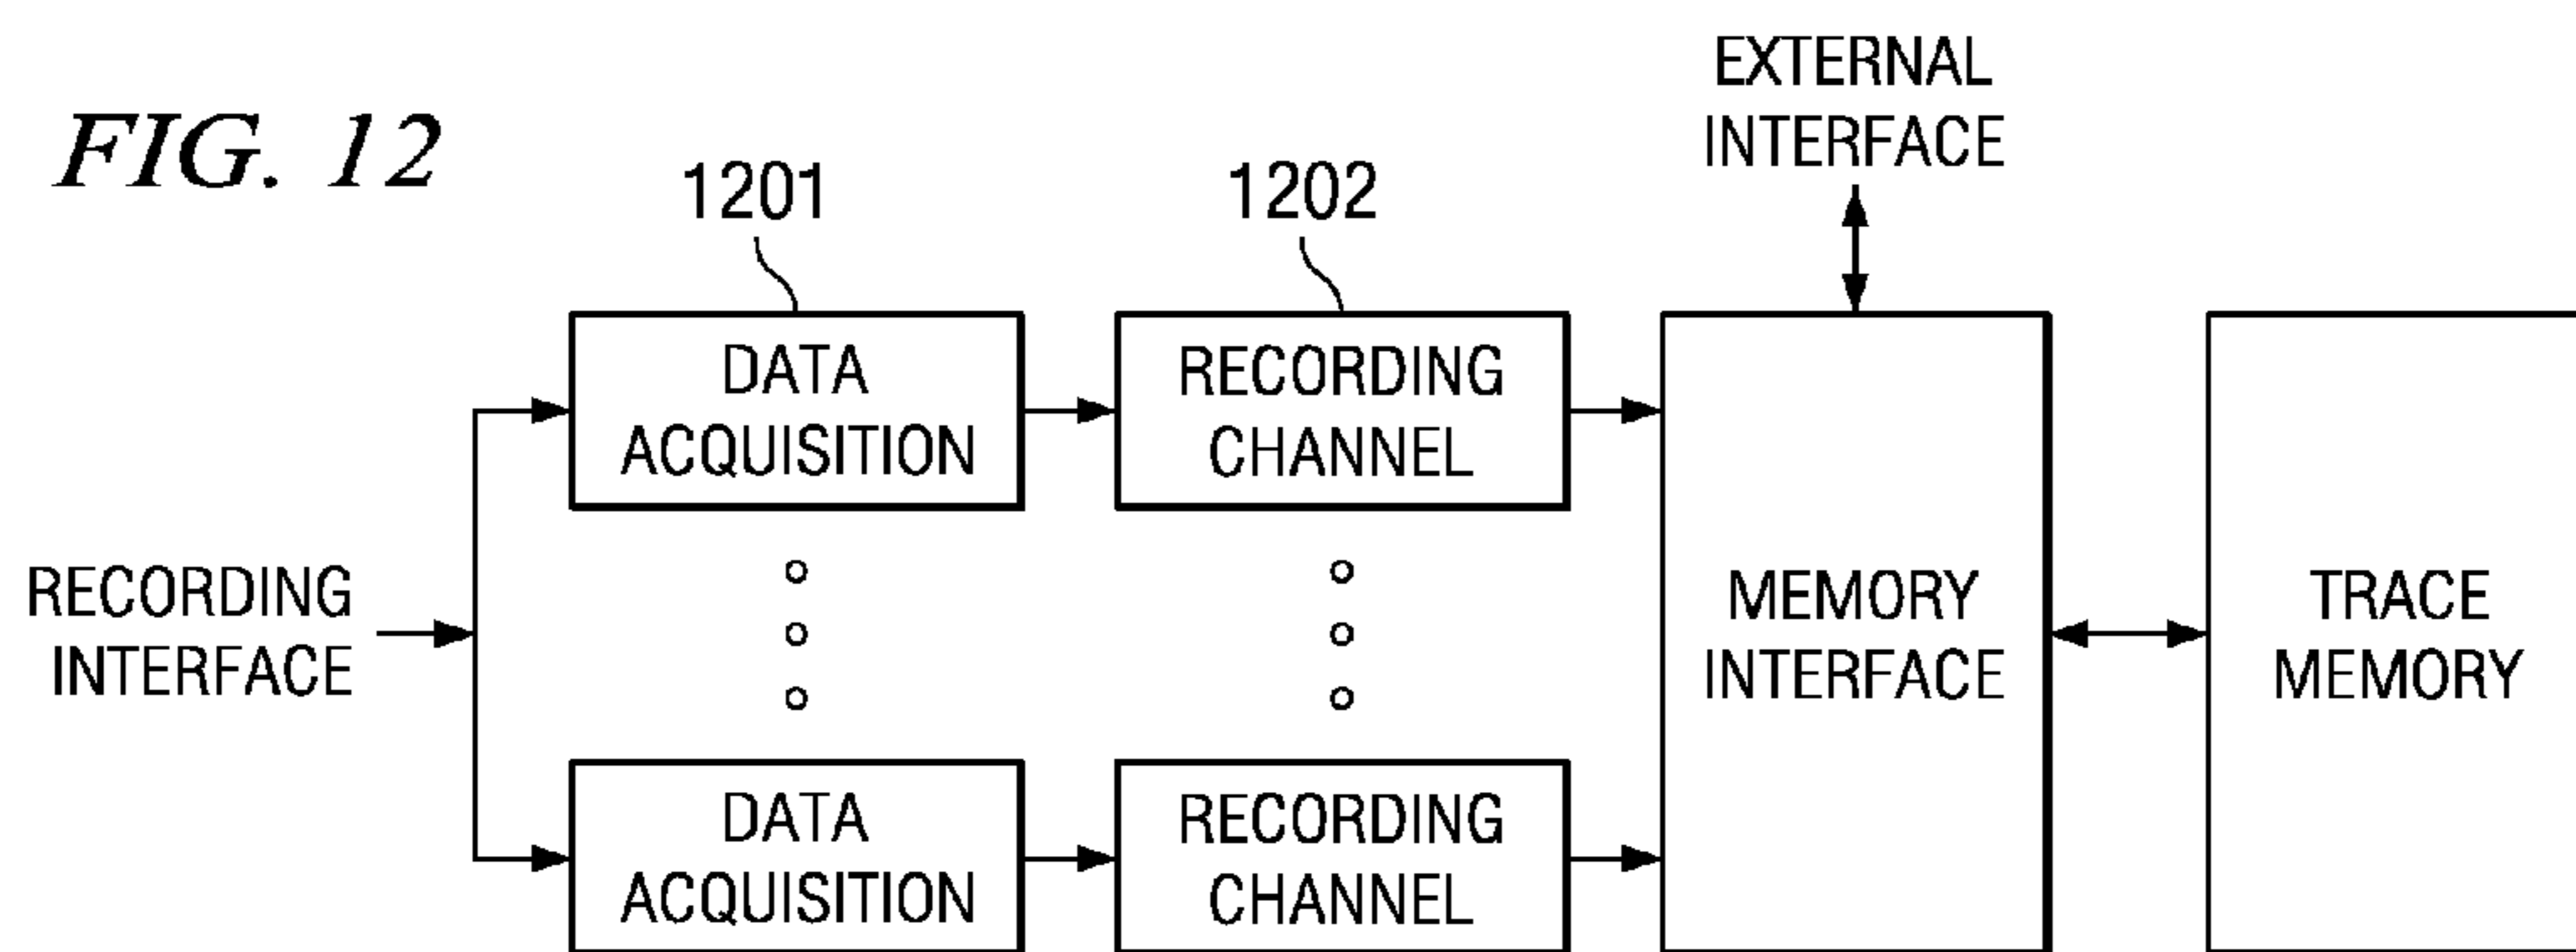 FIG. 12
1201
1202
EXTERNAL
INTERFACE
DATA
ACQUISITION
RECORDING
CHANNEL
RECORDING
INTERFACE
MEMORY
INTERFACE
TRACE
MEMORY
DATA
ACQUISITION
RECORDING
CHANNEL